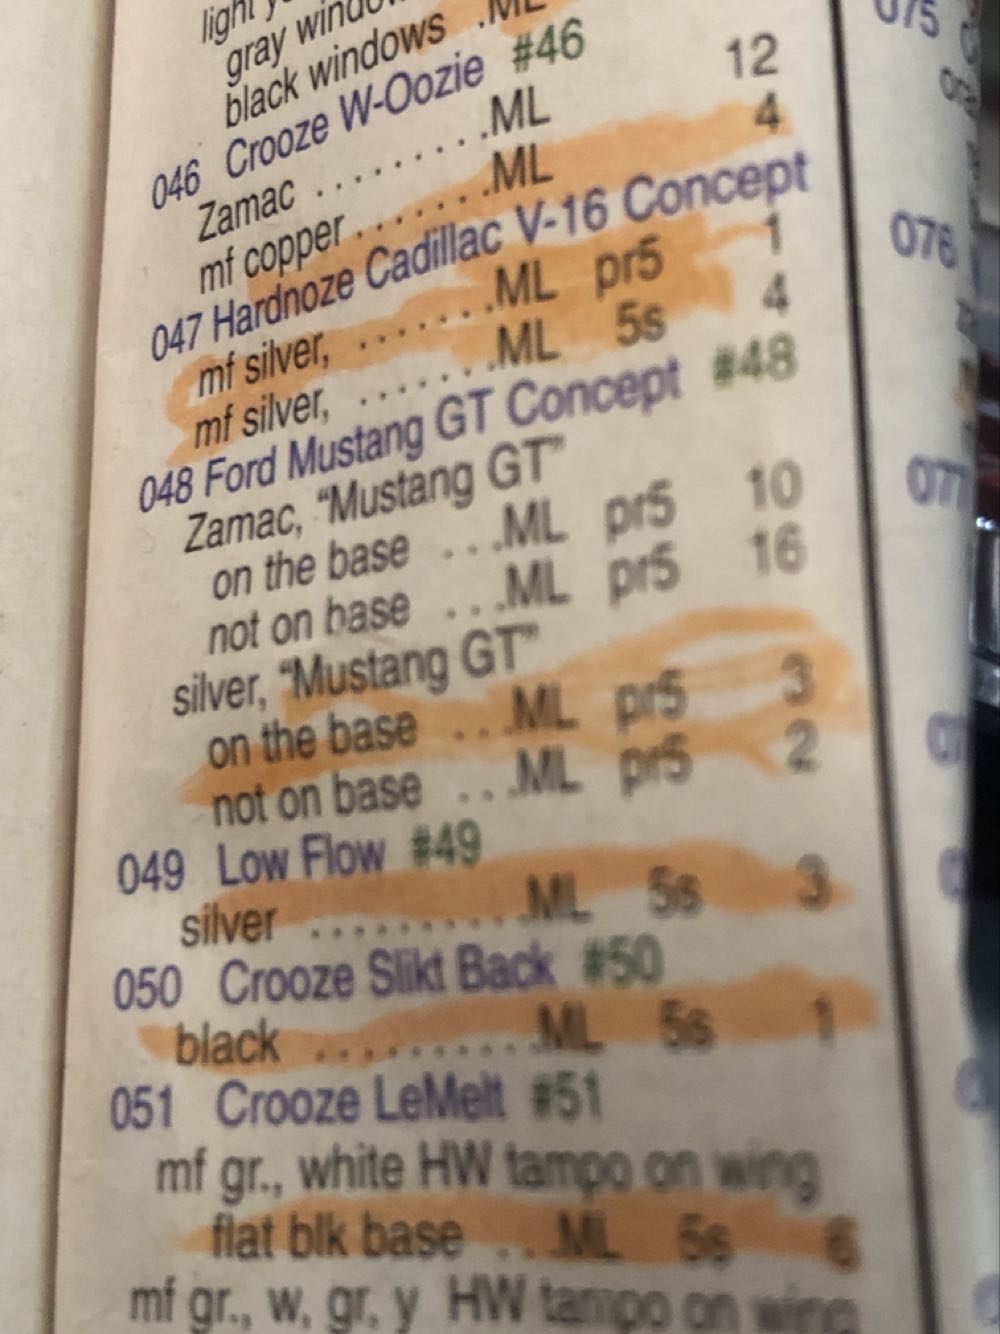 gray windo
black windows .ML
046 Crooze W-Oozie #46
Zamac .........ML 12
mf copper .......ML 4
047 Hardnoze Cadillac V-16 Concept
mf silver, .......ML pr5 1
mf silver, .......ML 5s 4
048 Ford Mustang GT Concept #48
Zamac, “Mustang GT”
on the base ...ML pr5 10
not on base ...ML pr5 16
silver, “Mustang GT”
on the base ...ML pr5 3
not on base ...ML pr5 2
049 Low Flow #49
silver ..........ML 5s 3
050 Crooze Slikt Back #50
black ..........ML 5s 1
051 Crooze LeMelt #51
mf gr., white HW tampo on wing
flat blk base ...ML 5s 6
mf gr., w, gr, y HW tampo on wing
075
076
077